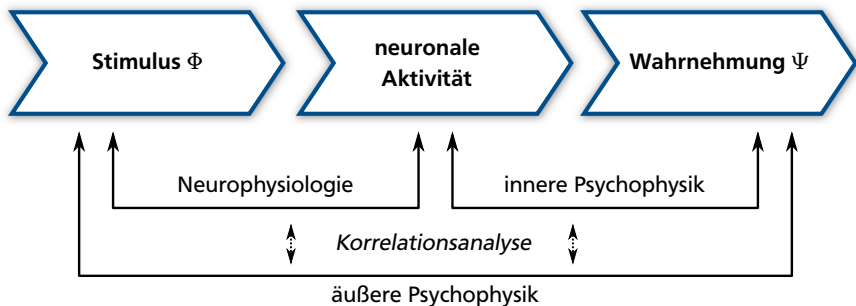 Stimulus Φ
neuronale
Aktivität
Wahrnehmung Ψ
Neurophysiologie
innere Psychophysik
Korrelationsanalyse
äußere Psychophysik